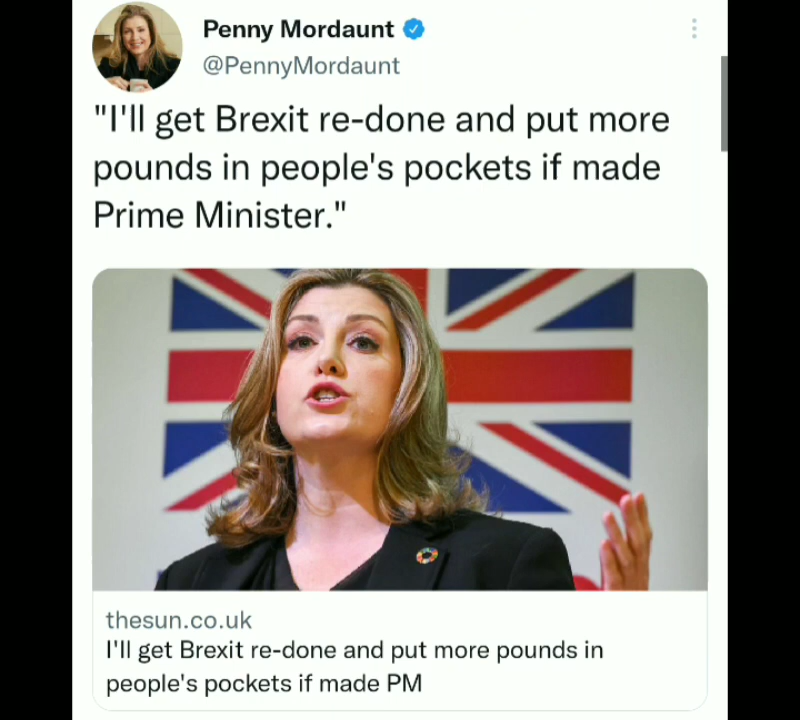 Penny Mordaunt
@PennyMordaunt
"I'll get Brexit re-done and put more
pounds in people's pockets if made
Prime Minister."
thesun.co.uk
I'll get Brexit re-done and put more pounds in
people's pockets if made PM